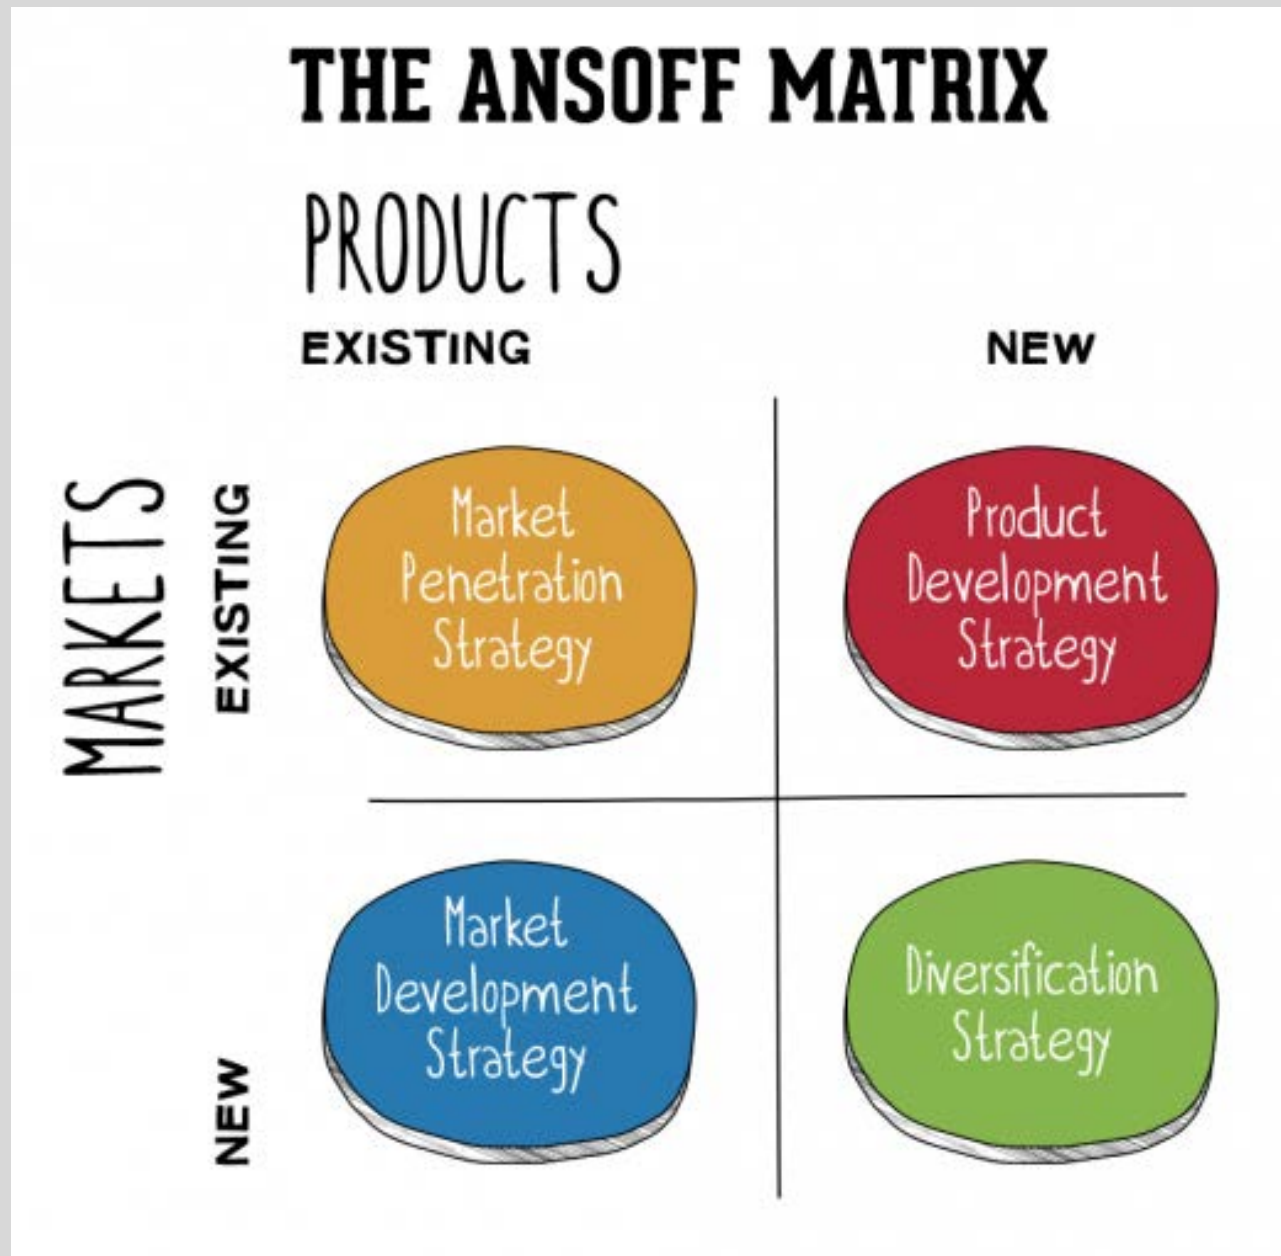 THE ANSOFF MATRIX
PRODUCTS
EXISTING
NEW
MARKETS
EXISTING
Market
Penetration
Strategy
Product
Development
Strategy
NEW
Market
Development
Strategy
Diversification
Strategy